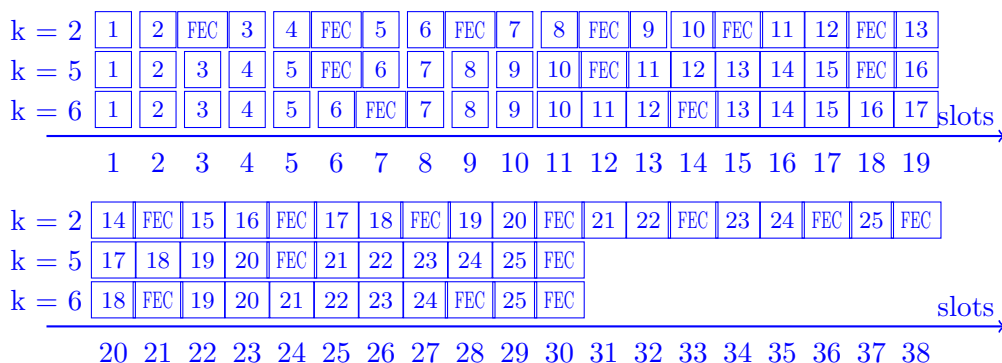 k = 2 1 2 FEC 3 4 FEC 5 6 FEC 7 8 FEC 9 10 FEC 11 12 FEC 13
k = 5 1 2 3 4 5 FEC 6 7 8 9 10 FEC 11 12 13 14 15 FEC 16
k = 6 1 2 3 4 5 6 FEC 7 8 9 10 11 12 FEC 13 14 15 16 17
slots
1 2 3 4 5 6 7 8 9 10 11 12 13 14 15 16 17 18 19
k = 2 14 FEC 15 16 FEC 17 18 FEC 19 20 FEC 21 22 FEC 23 24 FEC 25 FEC
k = 5 17 18 19 20 FEC 21 22 23 24 25 FEC
k = 6 18 FEC 19 20 21 22 23 24 FEC 25 FEC
slots
20 21 22 23 24 25 26 27 28 29 30 31 32 33 34 35 36 37 38